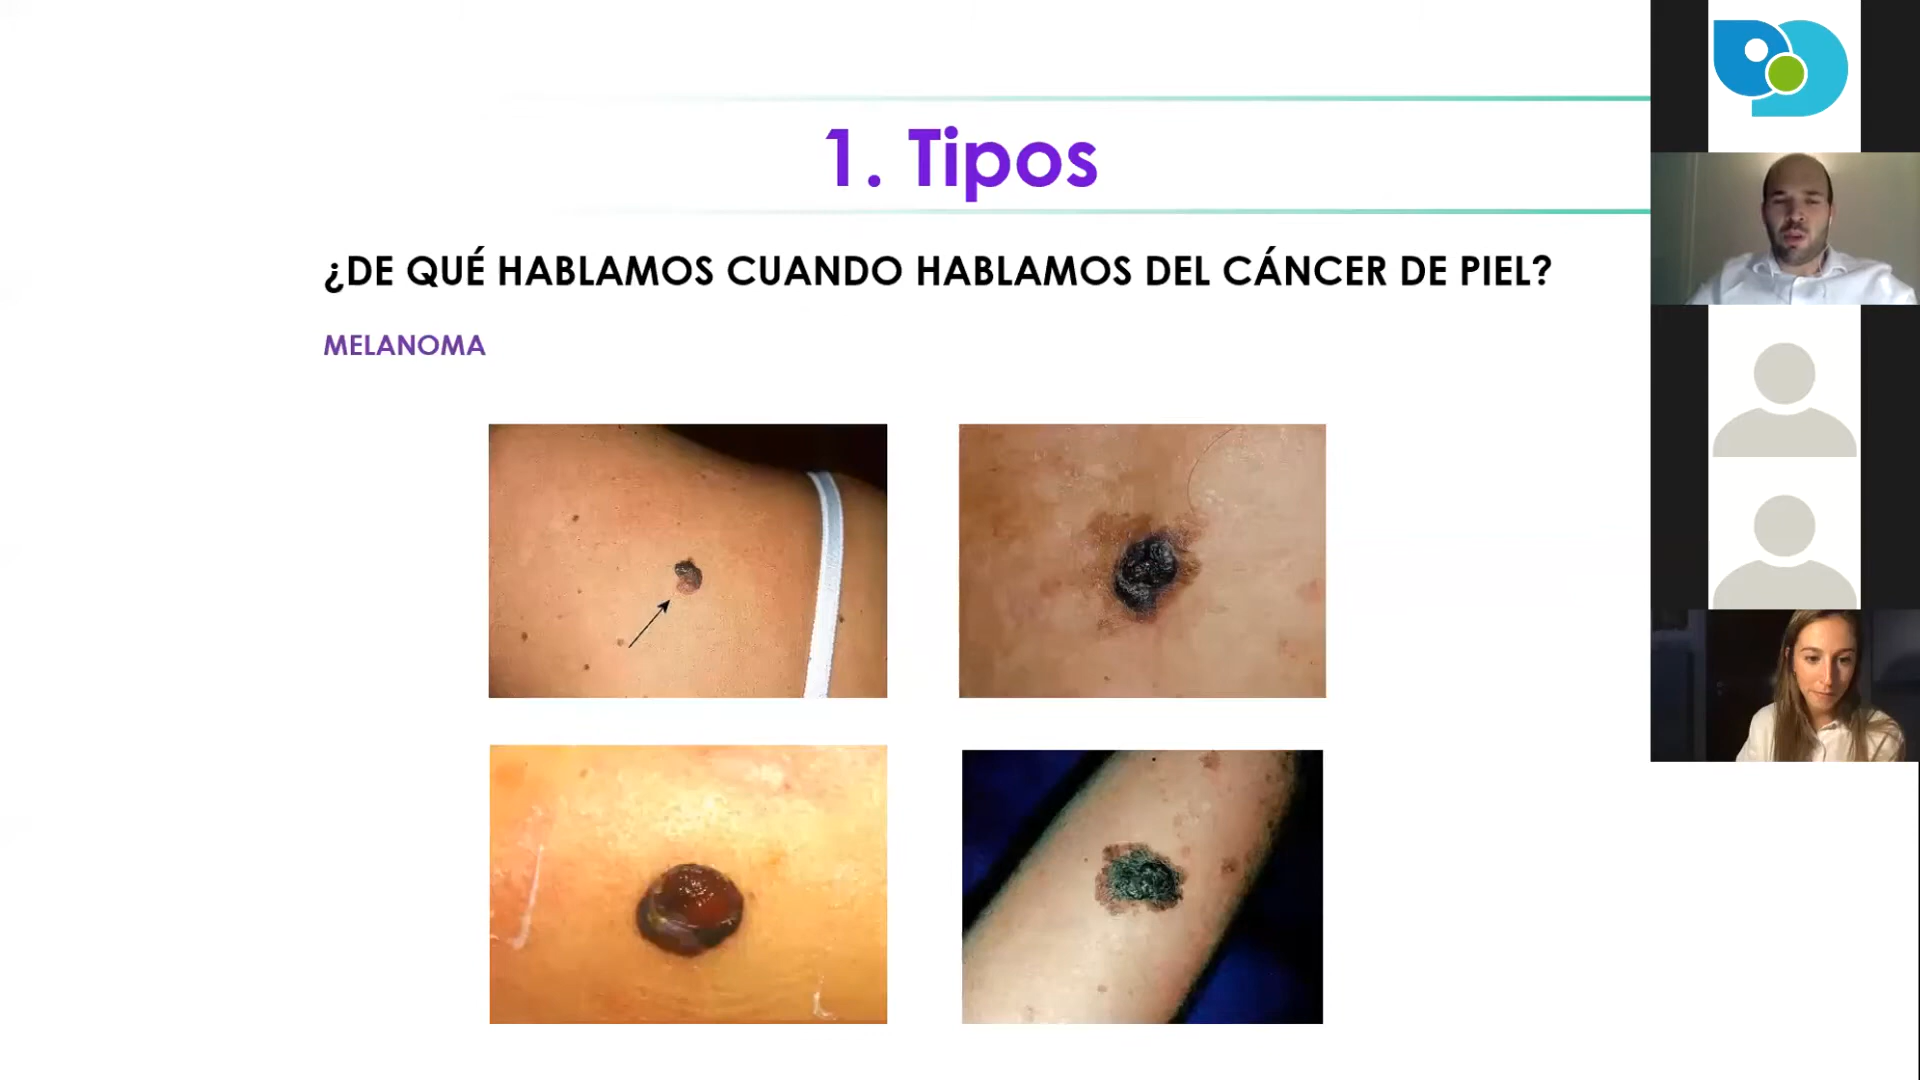 1. Tipos
¿DE QUÉ HABLAMOS CUANDO HABLAMOS DEL CÁNCER DE PIEL?
MELANOMA